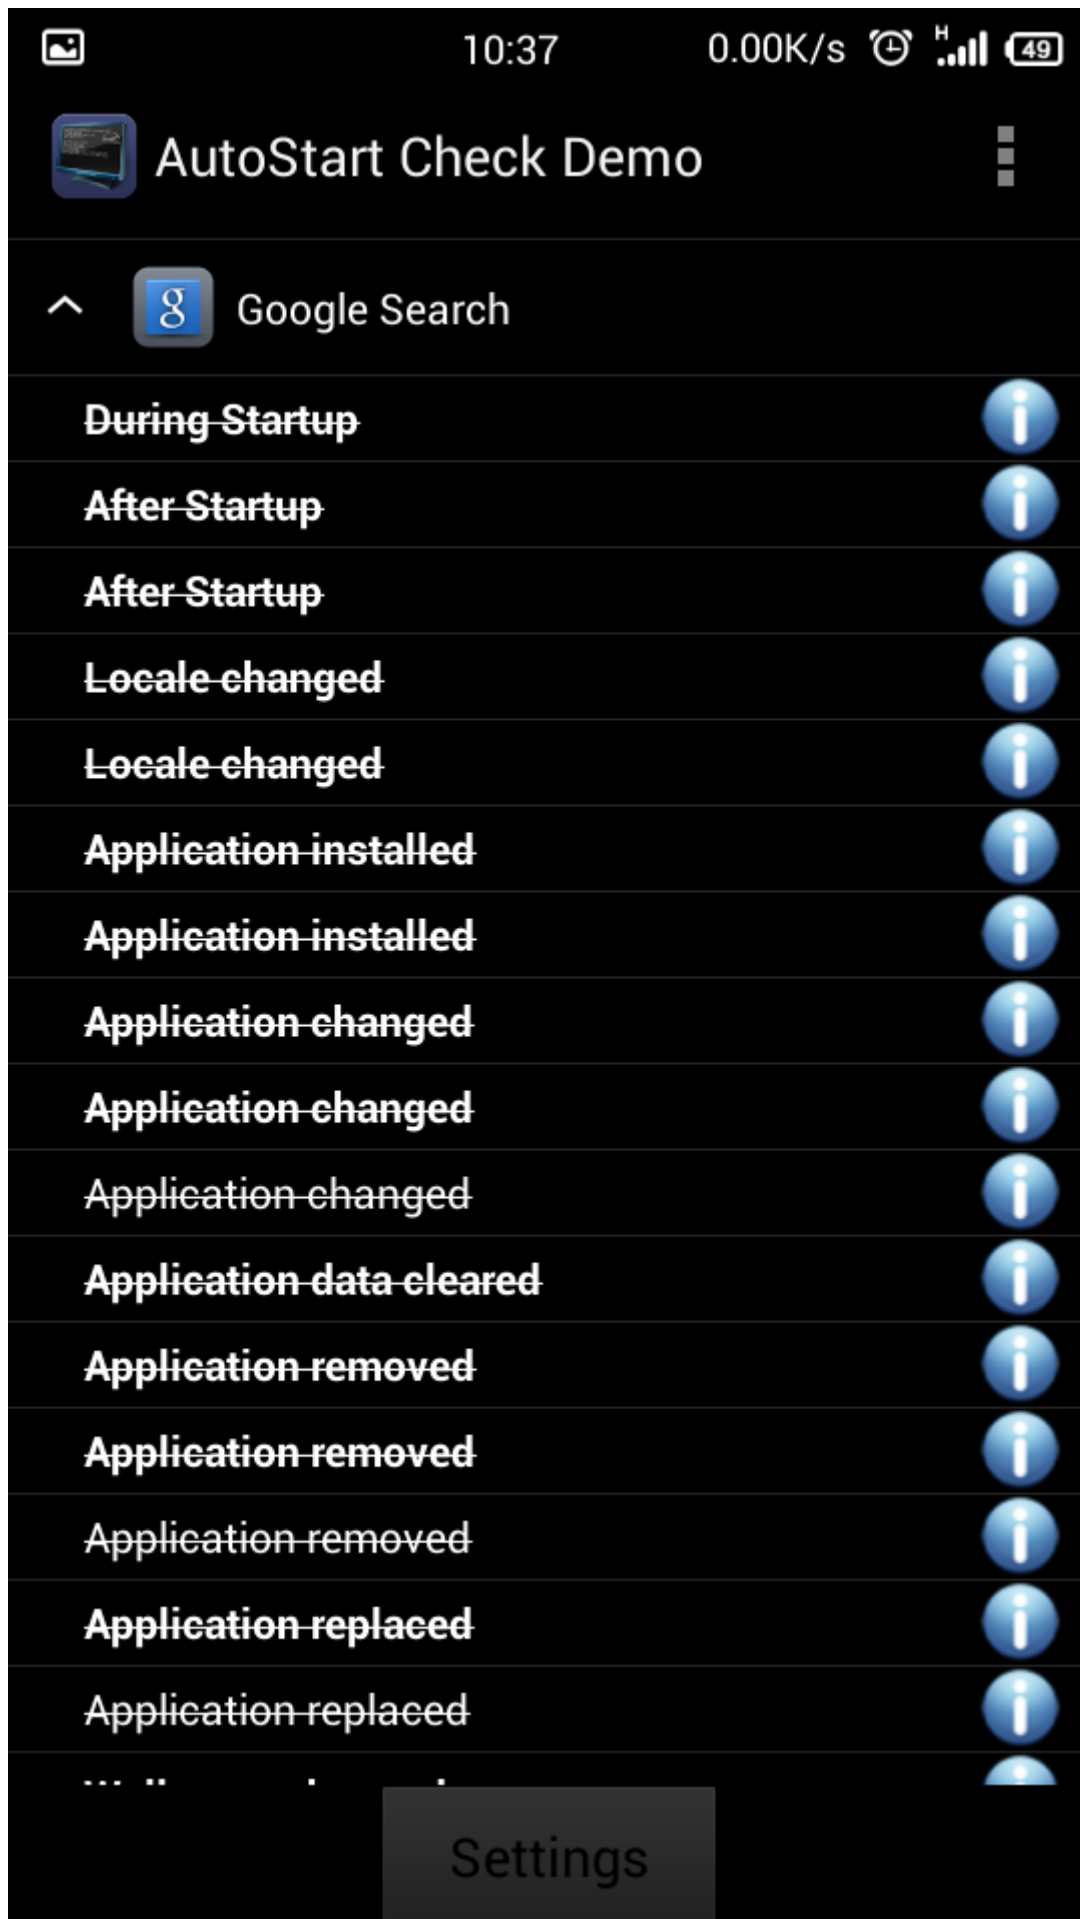 10:37 0.00K/s H 49
AutoStart Check Demo
g Google Search
During Startup
After Startup
After Startup
Locale changed
Locale changed
Application installed
Application installed
Application changed
Application changed
Application changed
Application data cleared
Application removed
Application removed
Application removed
Application replaced
Application replaced
Settings